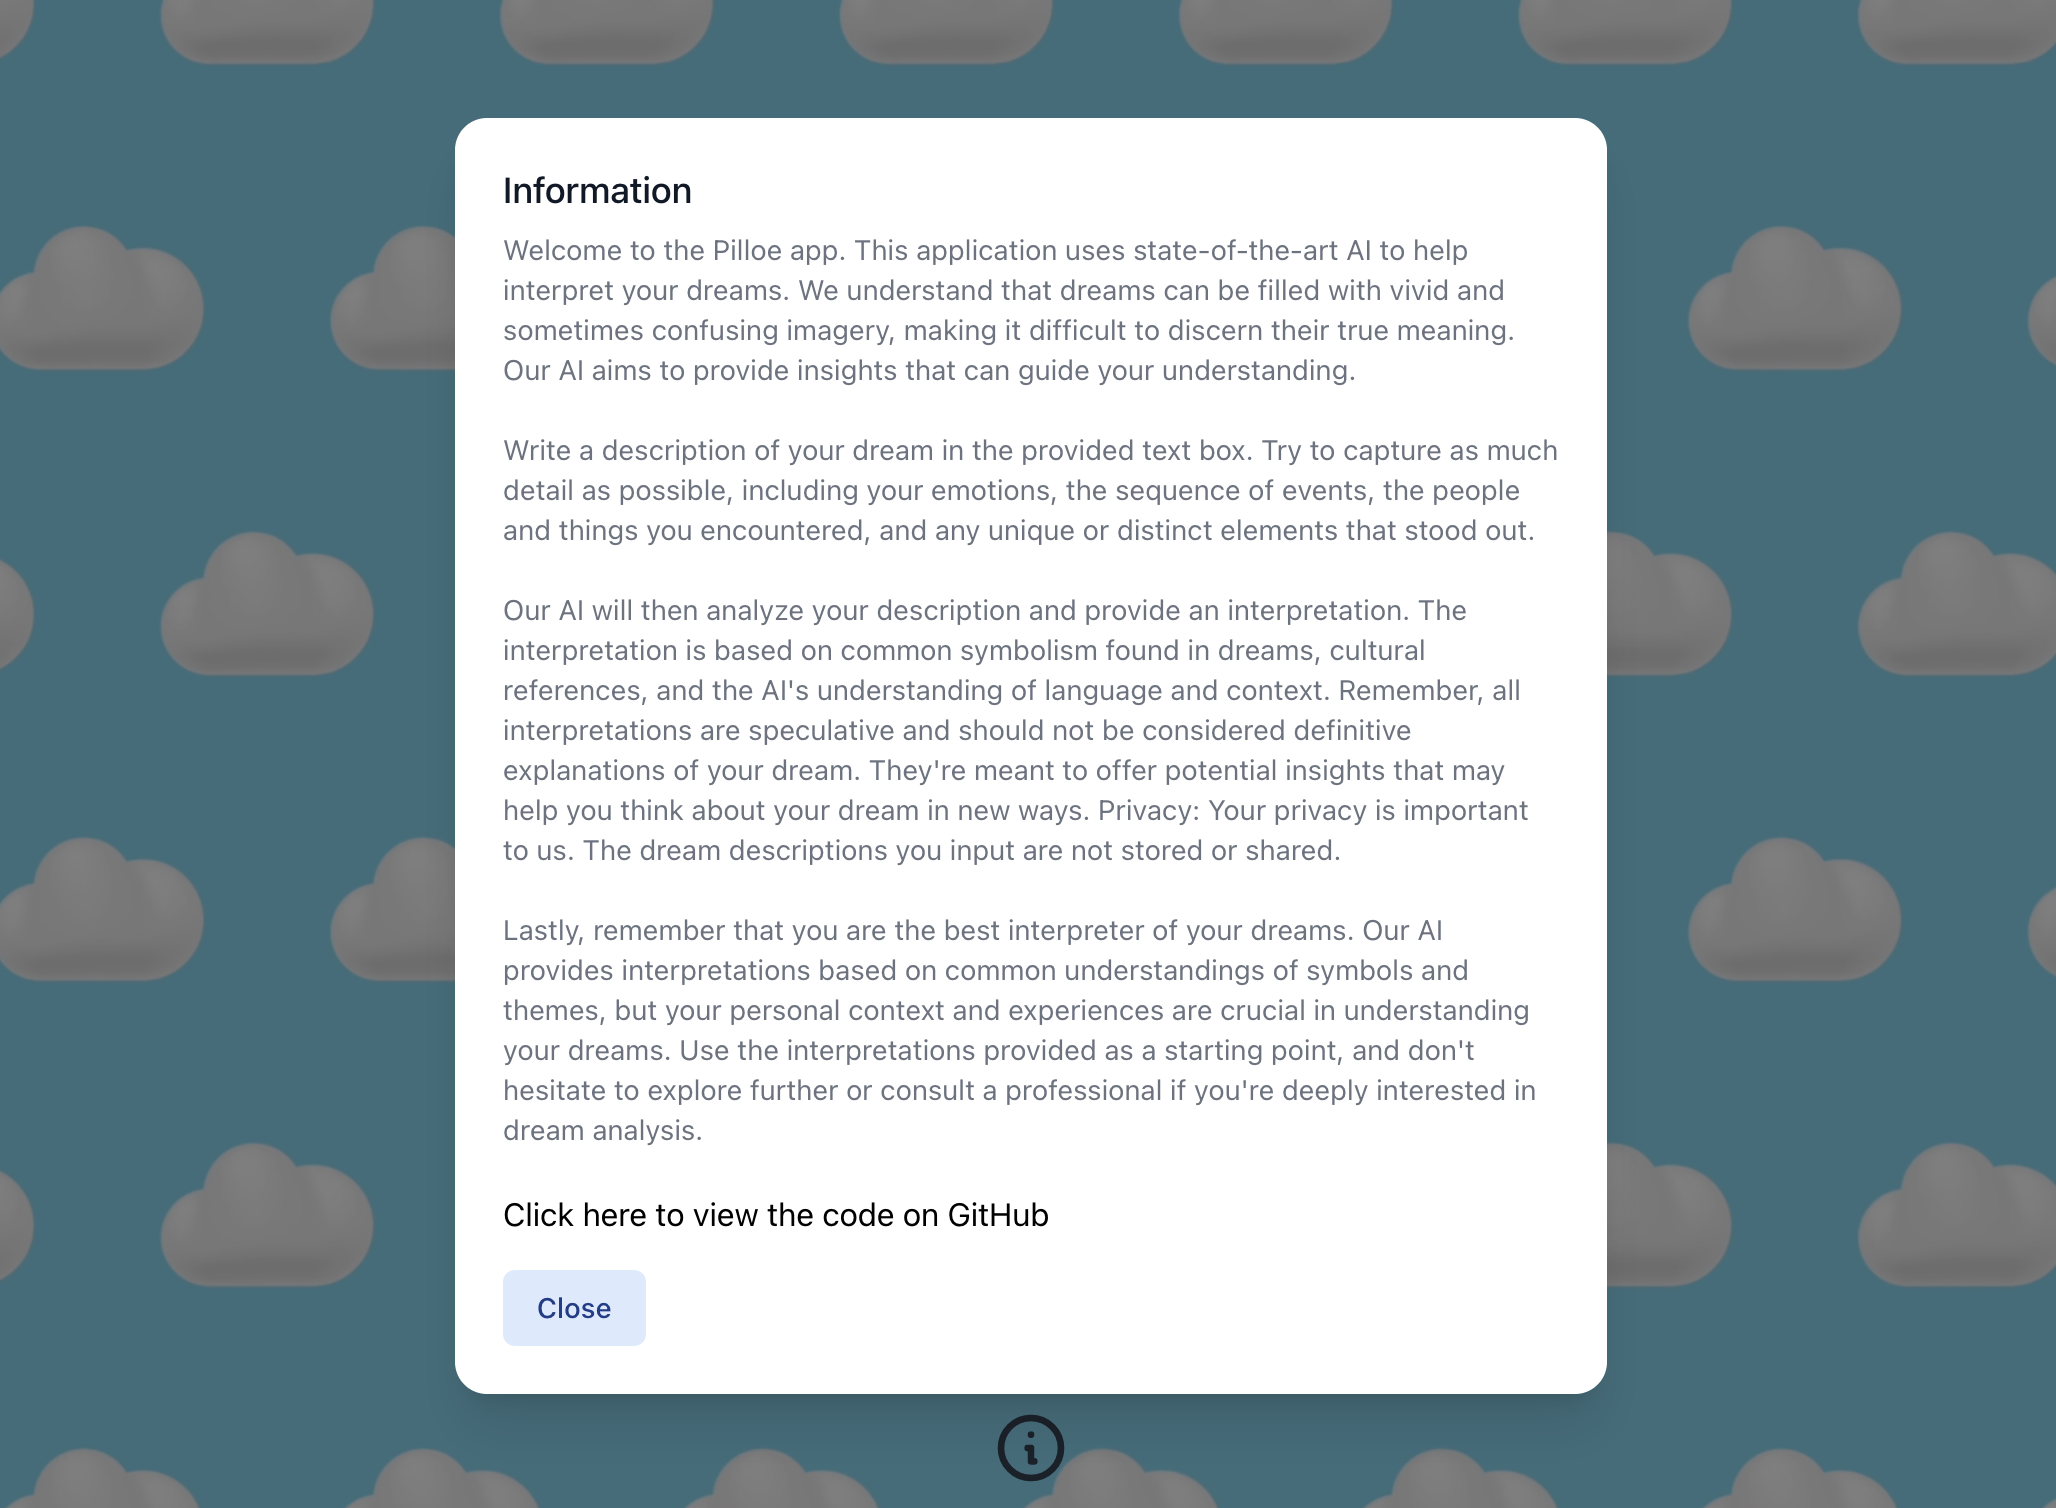 Information
Welcome to the Pilloe app. This application uses state-of-the-art AI to help
interpret your dreams. We understand that dreams can be filled with vivid and
sometimes confusing imagery, making it difficult to discern their true meaning.
Our AI aims to provide insights that can guide your understanding.
Write a description of your dream in the provided text box. Try to capture as much
detail as possible, including your emotions, the sequence of events, the people
and things you encountered, and any unique or distinct elements that stood out.
Our AI will then analyze your description and provide an interpretation. The
interpretation is based on common symbolism found in dreams, cultural
references, and the AI's understanding of language and context. Remember, all
interpretations are speculative and should not be considered definitive
explanations of your dream. They're meant to offer potential insights that may
help you think about your dream in new ways. Privacy: Your privacy is important
to us. The dream descriptions you input are not stored or shared.
Lastly, remember that you are the best interpreter of your dreams. Our AI
provides interpretations based on common understandings of symbols and
themes, but your personal context and experiences are crucial in understanding
your dreams. Use the interpretations provided as a starting point, and don't
hesitate to explore further or consult a professional if you're deeply interested in
dream analysis.
Click here to view the code on GitHub
Close